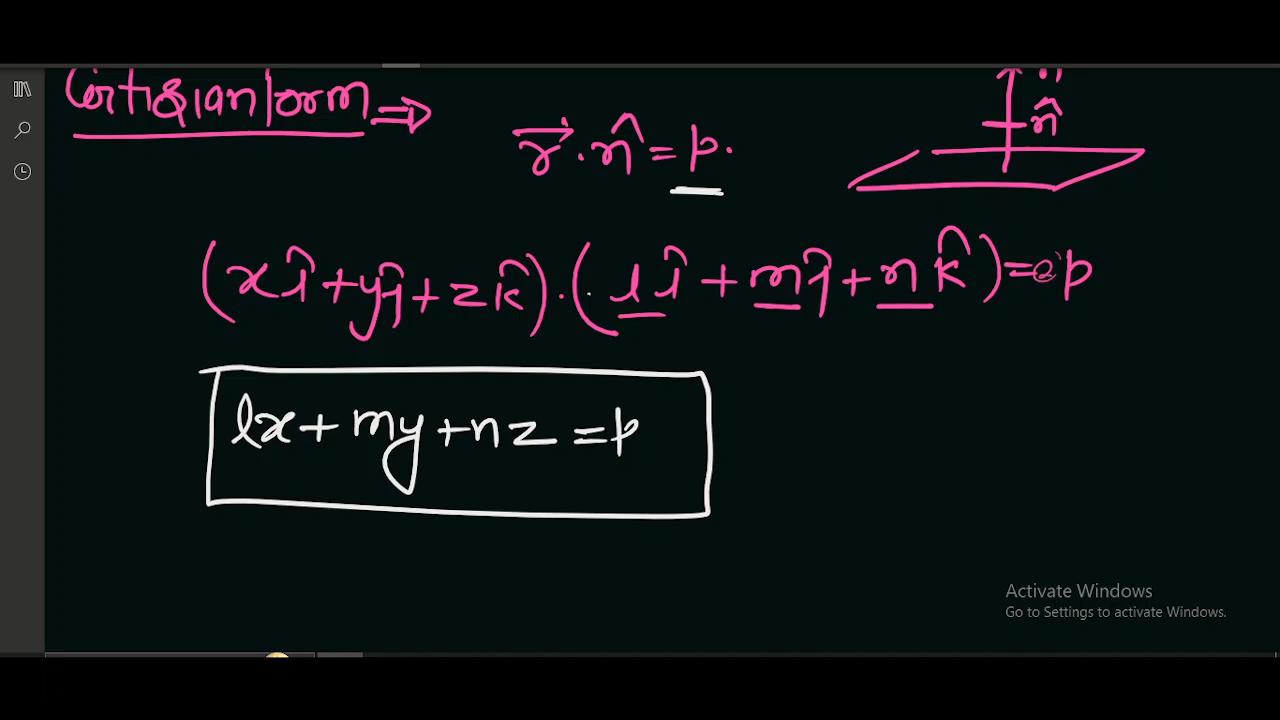 Cartesian form ⇒
n̂
r⃗ · n̂ = p.
(xî + yĵ + zk̂) · (lî + mĵ + nk̂) = p
lx + my + nz = p
Activate Windows
Go to Settings to activate Windows.